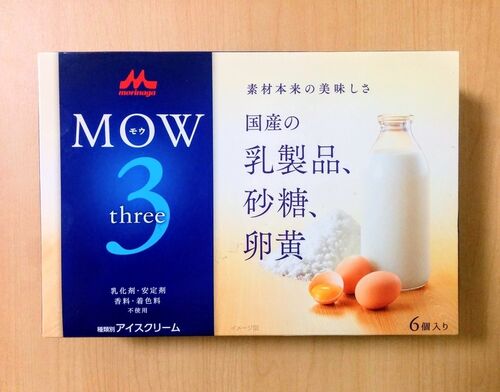 morinaga
MOW
モウ
3
three
乳化剤・安定剤
香料・着色料
不使用
種類別 アイスクリーム
素材本来の美味しさ
国産の
乳製品、
砂糖、
卵黄
イメージ図
6個入り